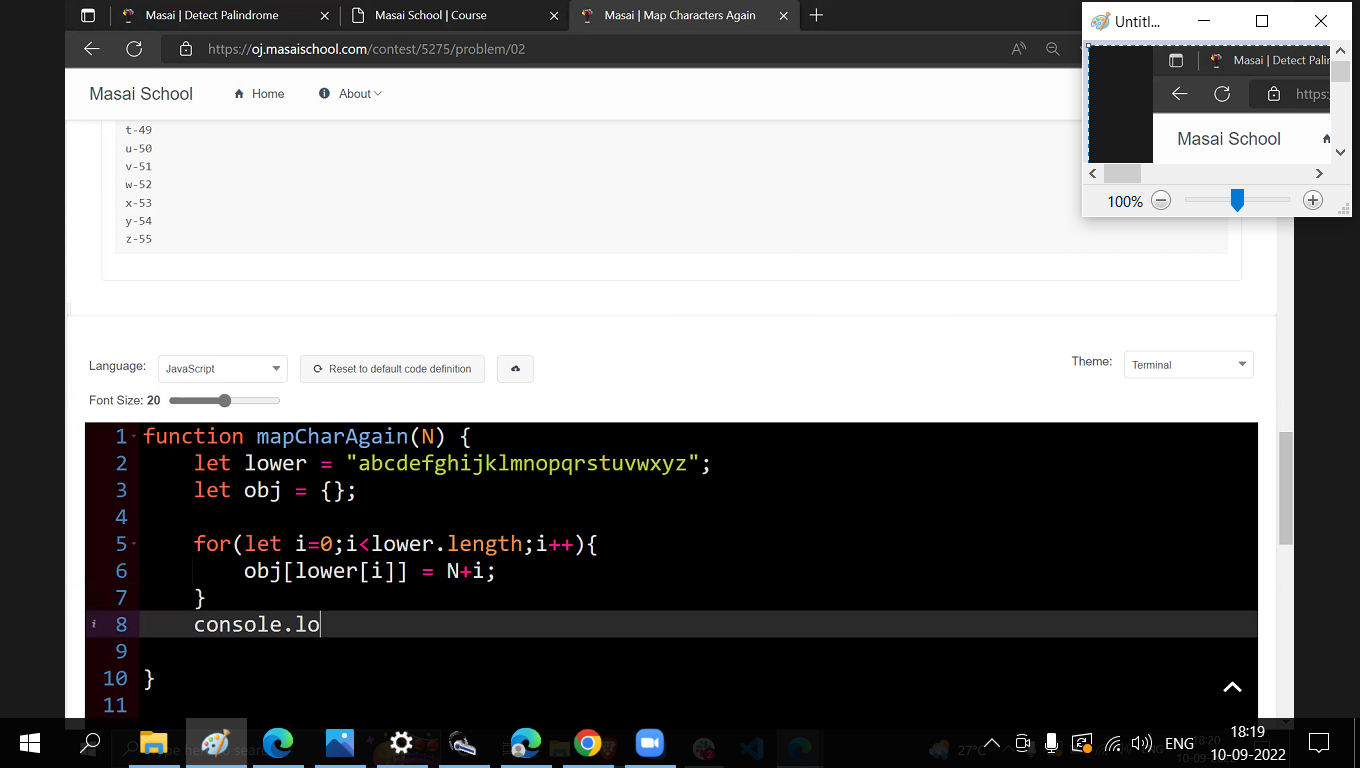 Masai | Detect Palindrome
Masai School | Course
Masai | Map Characters Again
Untitl...
https://oj.masaischool.com/contest/5275/problem/02
Masai | Detect Palin
https:
Masai School
Home
About
Masai School
100%
t-49
u-50
v-51
w-52
x-53
y-54
z-55
Language:
JavaScript
Reset to default code definition
Theme:
Terminal
Font Size: 20
1 function mapCharAgain(N) {
2 let lower = "abcdefghijklmnopqrstuvwxyz";
3 let obj = {};
4
5 for(let i=0;i<lower.length;i++){
6 obj[lower[i]] = N+i;
7 }
8 console.lo
9
10 }
11
27°C
ENG
18:19
10-09-2022